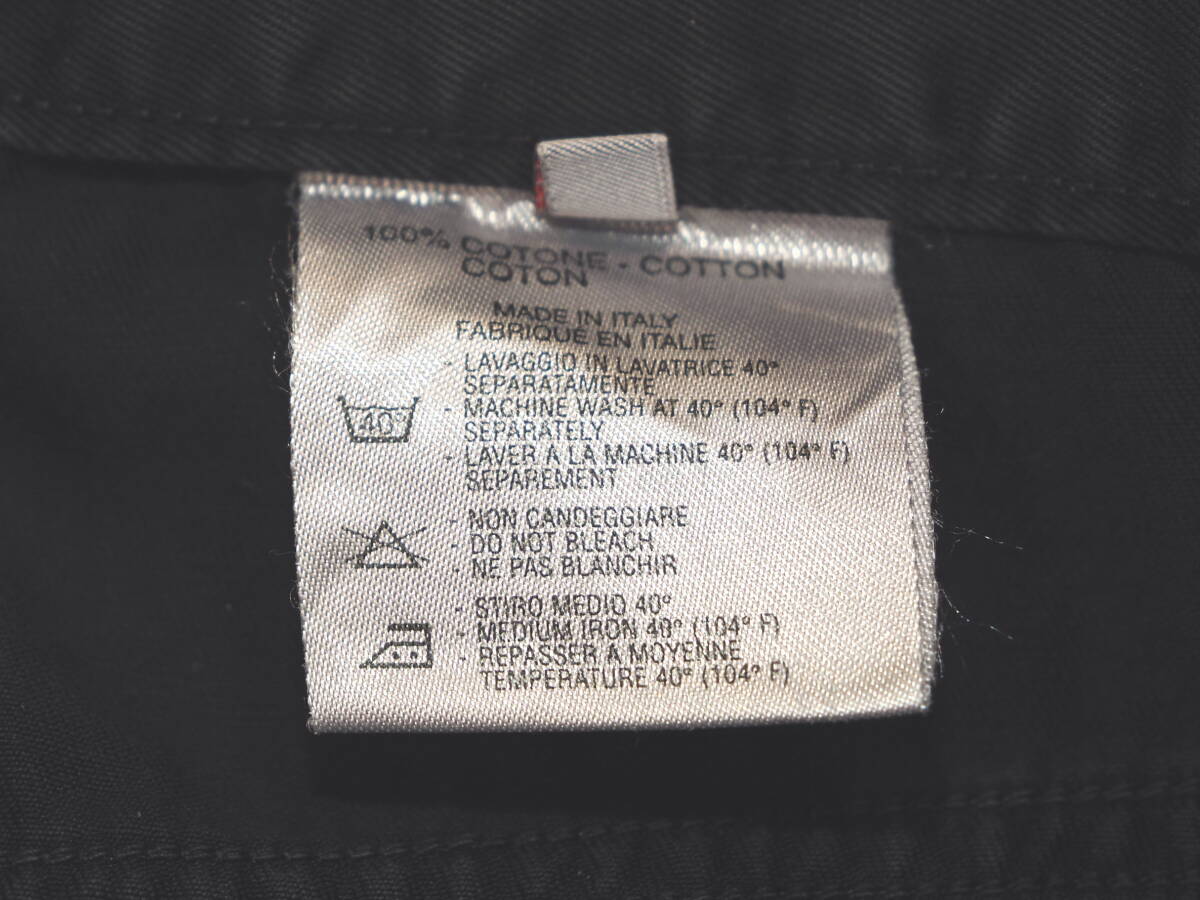 100% COTONE - COTTON
COTON
MADE IN ITALY
FABRIQUE EN ITALIE
- LAVAGGIO IN LAVATRICE 40°
SEPARATAMENTE
40°
- MACHINE WASH AT 40° (104° F)
SEPARATELY
- LAVER A LA MACHINE 40° (104° F)
SEPAREMENT
- NON CANDEGGIARE
- DO NOT BLEACH
- NE PAS BLANCHIR
- STIRO MEDIO 40°
- MEDIUM IRON 40° (104° F)
- REPASSER A MOYENNE
TEMPERATURE 40° (104° F)